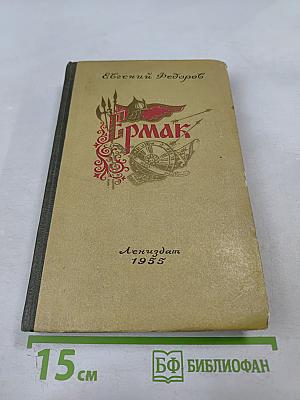 Евгений Федоров
Ермак
Лениздат
1955
15 см
БФ БИБЛИОФАН